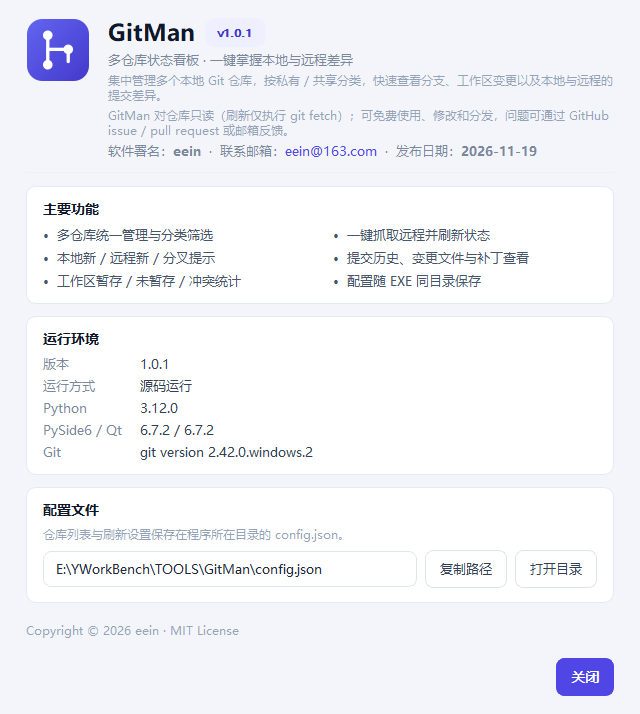 GitMan v1.0.1
多仓库状态看板 · 一键掌握本地与远程差异
集中管理多个本地 Git 仓库，按私有 / 共享分类，快速查看分支、工作区变更以及本地与远程的
提交差异。
GitMan 对仓库只读（刷新仅执行 git fetch）；可免费使用、修改和分发，问题可通过 GitHub
issue / pull request 或邮箱反馈。
软件署名：eein · 联系邮箱：eein@163.com · 发布日期：2026-11-19
主要功能
• 多仓库统一管理与分类筛选
• 一键抓取远程并刷新状态
• 本地新 / 远程新 / 分叉提示
• 提交历史、变更文件与补丁查看
• 工作区暂存 / 未暂存 / 冲突统计
• 配置随 EXE 同目录保存
运行环境
版本 1.0.1
运行方式 源码运行
Python 3.12.0
PySide6 / Qt 6.7.2 / 6.7.2
Git git version 2.42.0.windows.2
配置文件
仓库列表与刷新设置保存在程序所在目录的 config.json。
E:\YWorkBench\TOOLS\GitMan\config.json 复制路径 打开目录
Copyright © 2026 eein · MIT License
关闭